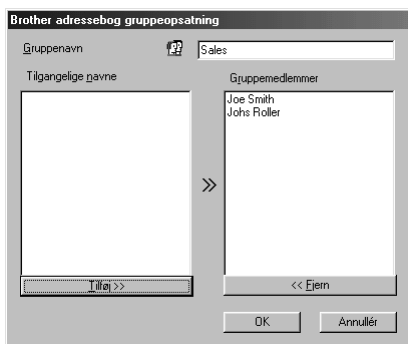 Brother adressebog gruppeopsatning
Gruppenavn Sales
Tilgangelige navne Gruppemedlemmer
Joe Smith
Johs Roller
Tilføj >> << Fjern
OK Annullér